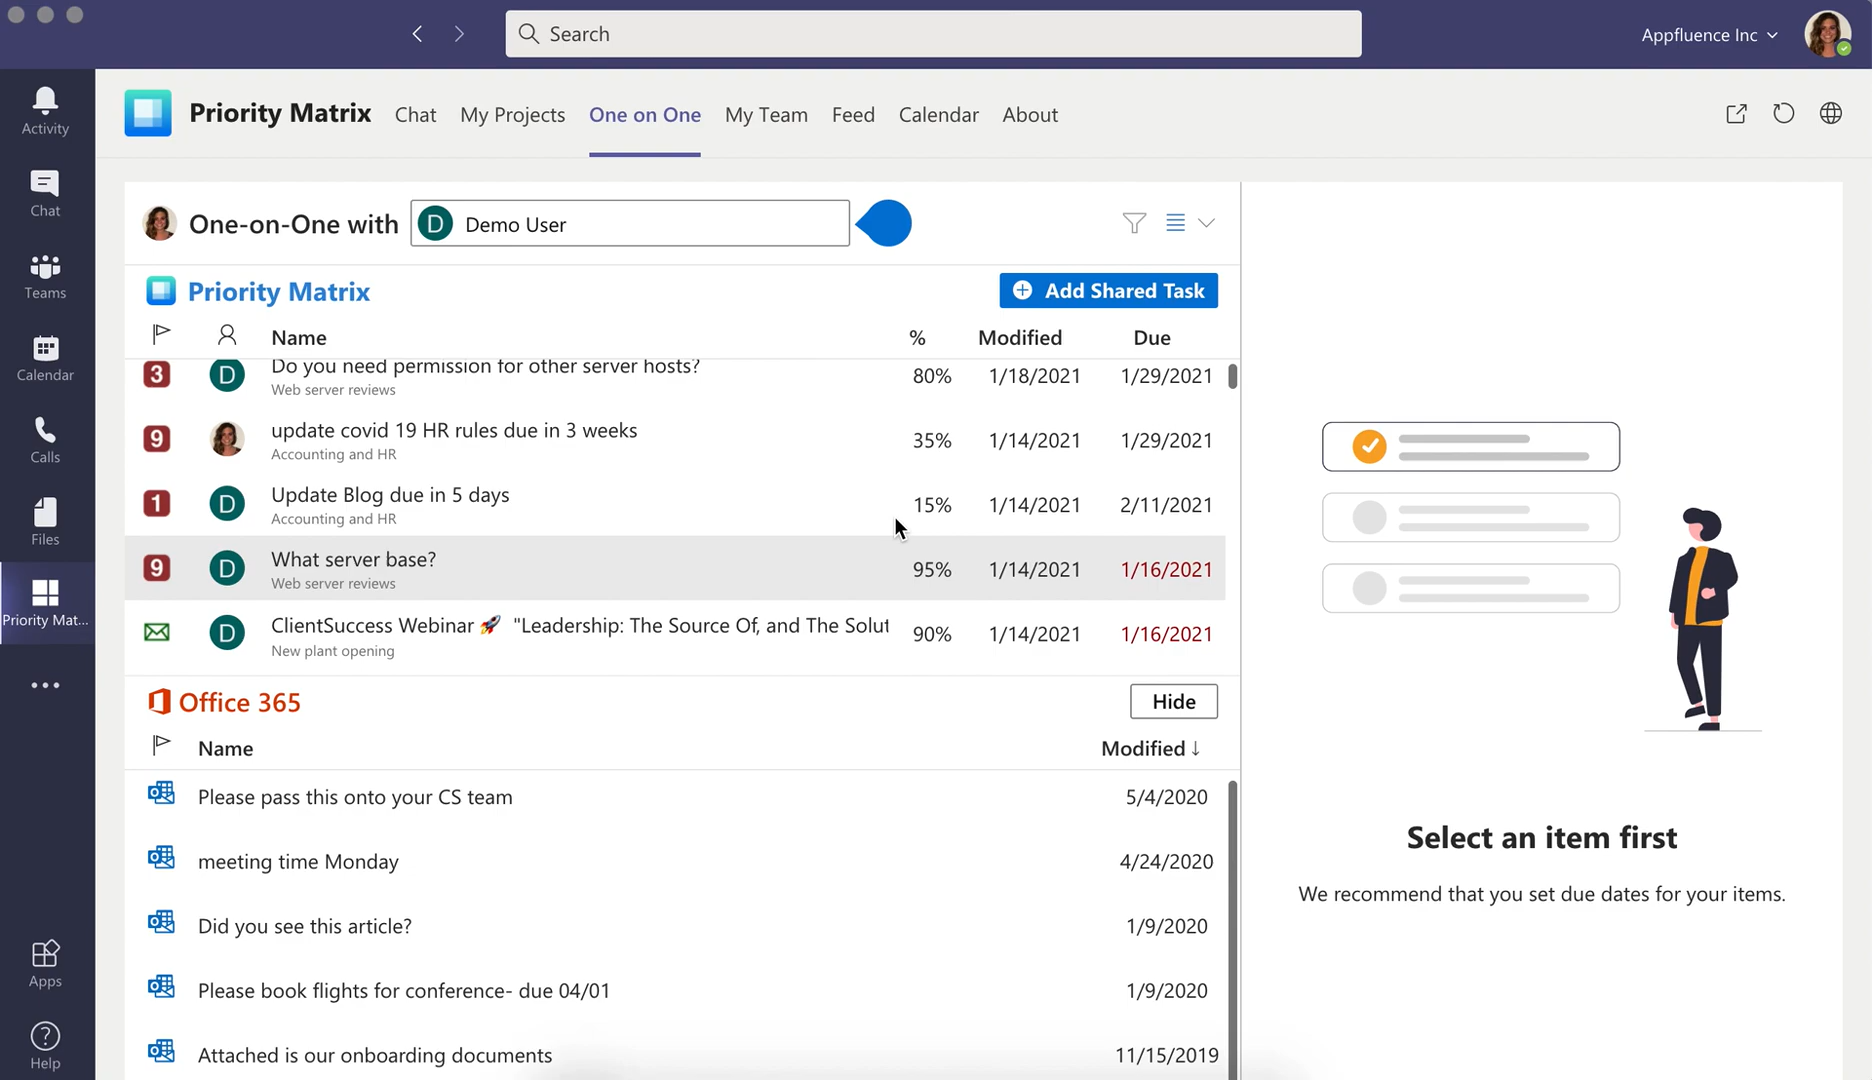 Search
Appfluence Inc
Activity
Chat
Teams
Calendar
Calls
Files
Priority Mat...
Apps
Help
Priority Matrix
Chat
My Projects
One on One
My Team
Feed
Calendar
About
One-on-One with
D
Demo User
Priority Matrix
Add Shared Task
Name % Modified Due
3 D Do you need permission for other server hosts? 80% 1/18/2021 1/29/2021
Web server reviews
9 update covid 19 HR rules due in 3 weeks 35% 1/14/2021 1/29/2021
Accounting and HR
1 D Update Blog due in 5 days 15% 1/14/2021 2/11/2021
Accounting and HR
9 D What server base? 95% 1/14/2021 1/16/2021
Web server reviews
D ClientSuccess Webinar 🚀 "Leadership: The Source Of, and The Solut 90% 1/14/2021 1/16/2021
New plant opening
Office 365
Hide
Name Modified ↓
Please pass this onto your CS team 5/4/2020
meeting time Monday 4/24/2020
Did you see this article? 1/9/2020
Please book flights for conference- due 04/01 1/9/2020
Attached is our onboarding documents 11/15/2019
Select an item first
We recommend that you set due dates for your items.